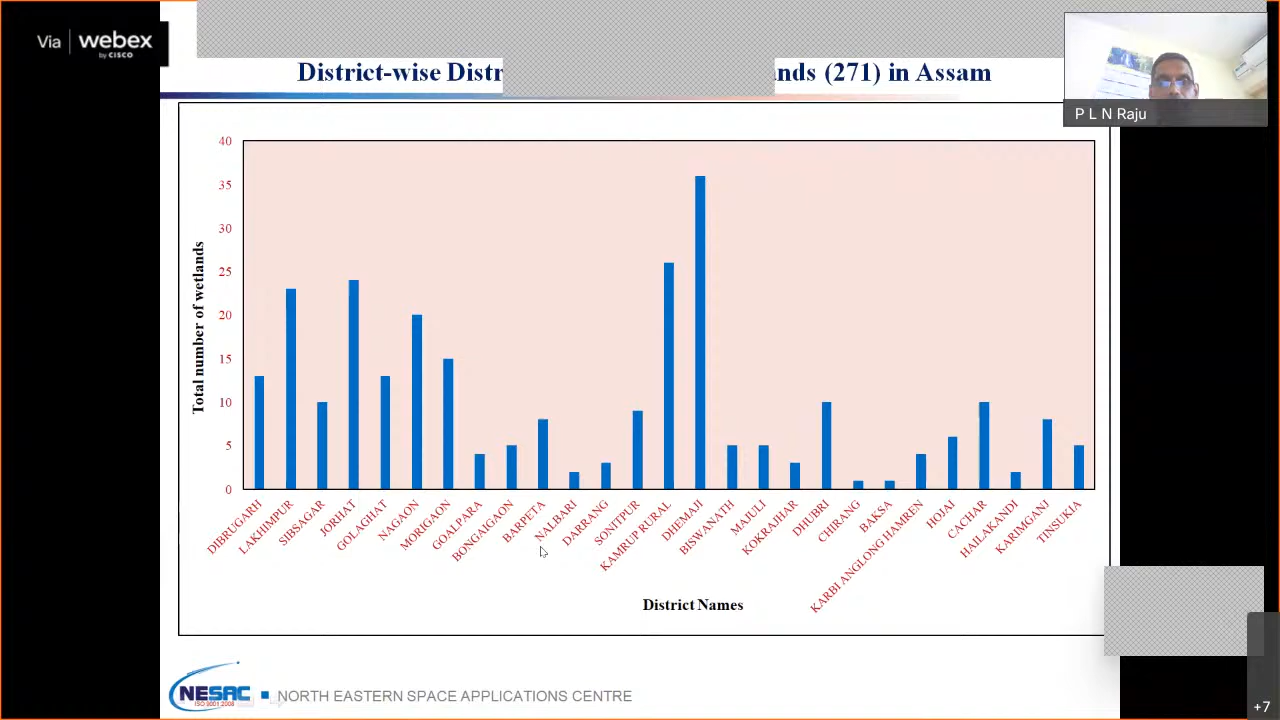 Via webex
by CISCO
District-wise Distr nds (271) in Assam
P L N Raju
40
35
30
25
20
15
10
5
0
Total number of wetlands
DIBRUGARH
LAKHIMPUR
SIBSAGAR
JORHAT
GOLAGHAT
NAGAON
MORIGAON
GOALPARA
BONGAIGAON
BARPETA
NALBARI
DARRANG
SONITPUR
KAMRUP RURAL
DHEMAJI
BISWANATH
MAJULI
KOKRAJHAR
DHUBRI
CHIRANG
BAKSA
KARBI ANGLONG HAMREN
HOJAI
CACHAR
HAILAKANDI
KARIMGANJ
TINSUKIA
District Names
NESAC
ISO 9001:2008
NORTH EASTERN SPACE APPLICATIONS CENTRE
+7